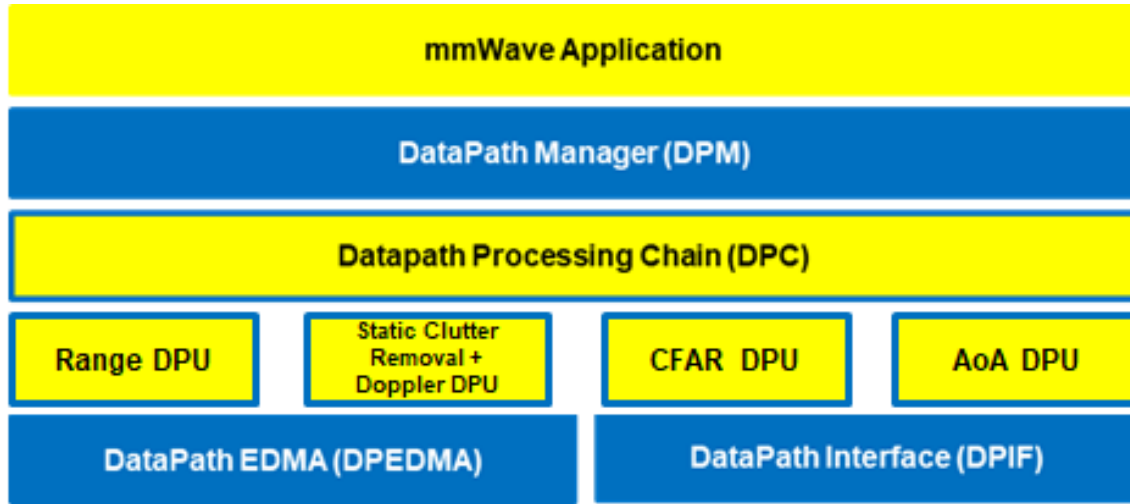 mmWave Application
DataPath Manager (DPM)
Datapath Processing Chain (DPC)
Range DPU
Static Clutter
Removal +
Doppler DPU
CFAR DPU
AoA DPU
DataPath EDMA (DPEDMA)
DataPath Interface (DPIF)